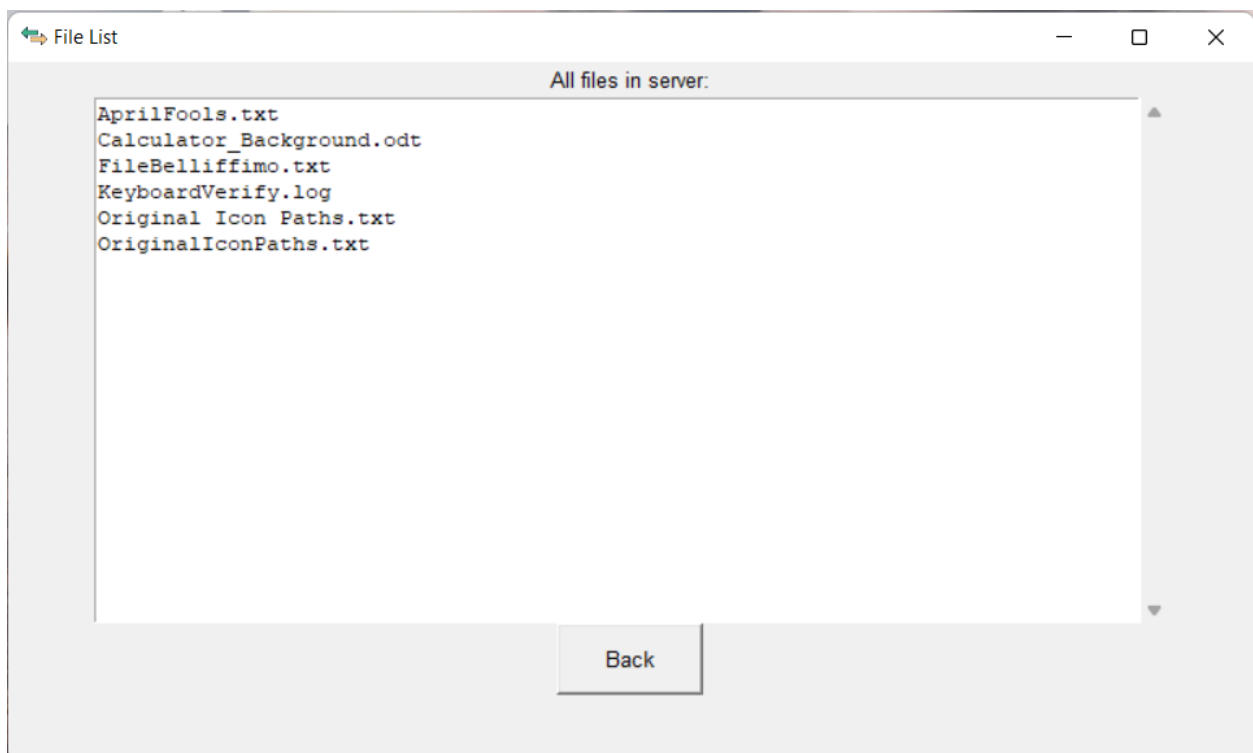 File List
All files in server:
AprilFools.txt
Calculator_Background.odt
FileBelliffimo.txt
KeyboardVerify.log
Original Icon Paths.txt
OriginalIconPaths.txt
Back